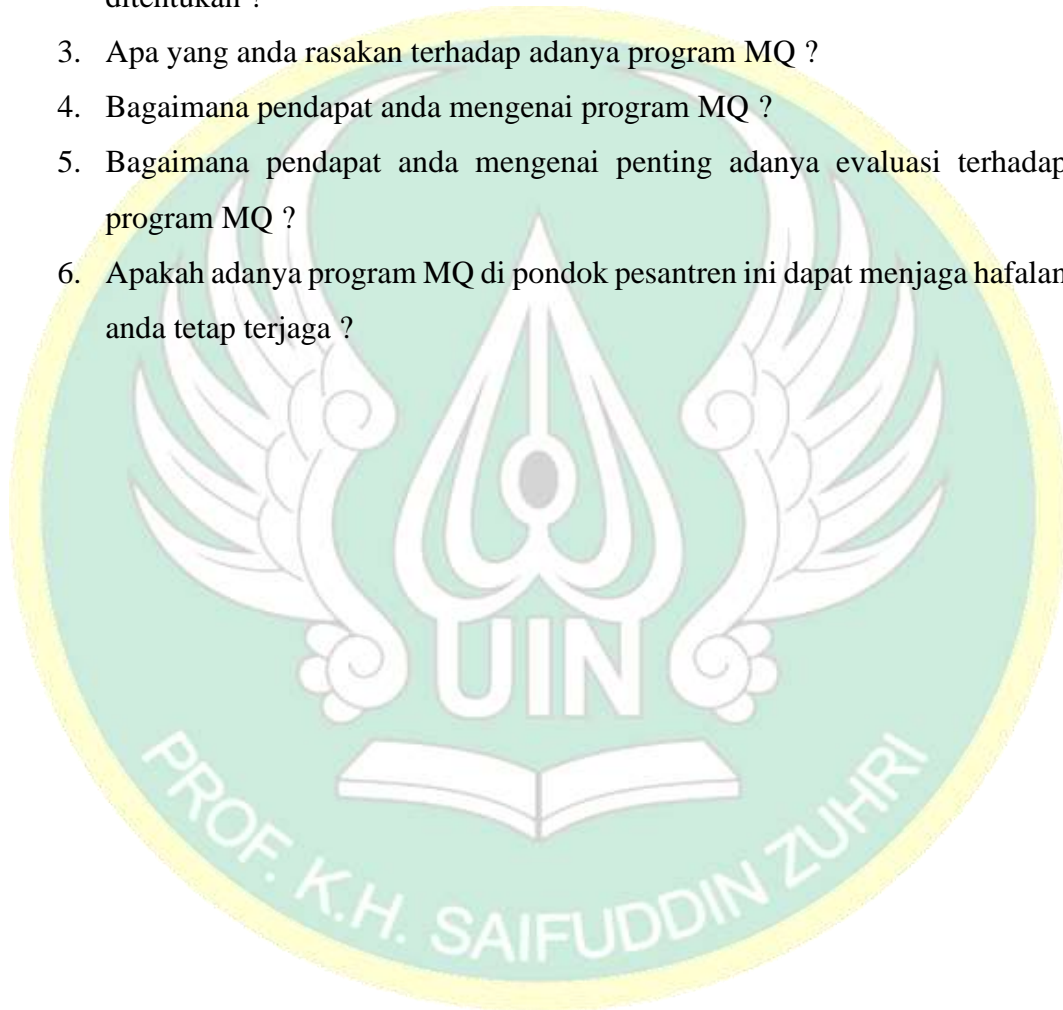 ditentukan ?
3. Apa yang anda rasakan terhadap adanya program MQ ?
4. Bagaimana pendapat anda mengenai program MQ ?
5. Bagaimana pendapat anda mengenai penting adanya evaluasi terhadap
program MQ ?
6. Apakah adanya program MQ di pondok pesantren ini dapat menjaga hafalan
anda tetap terjaga ?
UIN
PROF. K.H. SAIFUDDIN ZUHRI